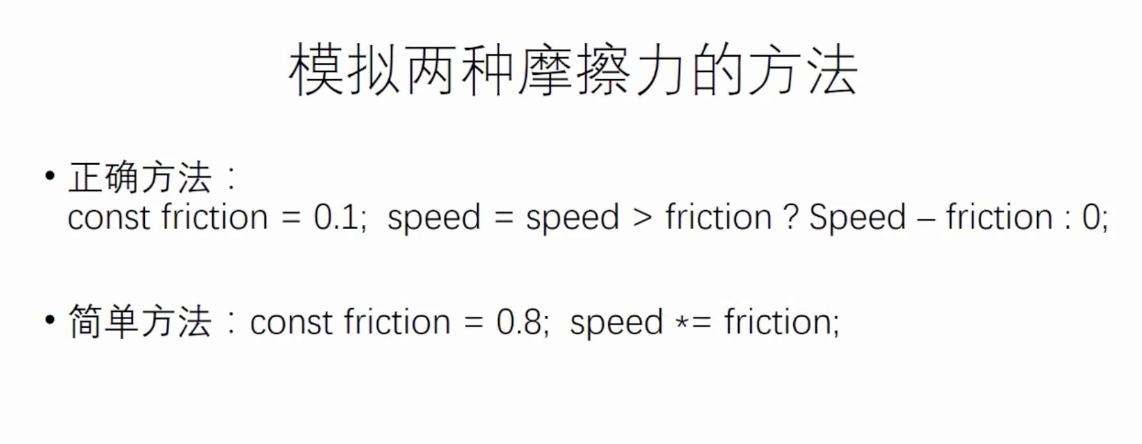 模拟两种摩擦力的方法
• 正确方法：
const friction = 0.1;  speed = speed > friction ? Speed – friction : 0;
• 简单方法：const friction = 0.8;  speed *= friction;